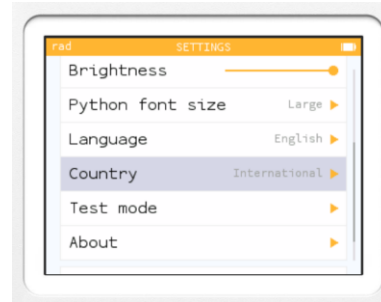 rad SETTINGS
Brightness
Python font size Large
Language English
Country International
Test mode
About